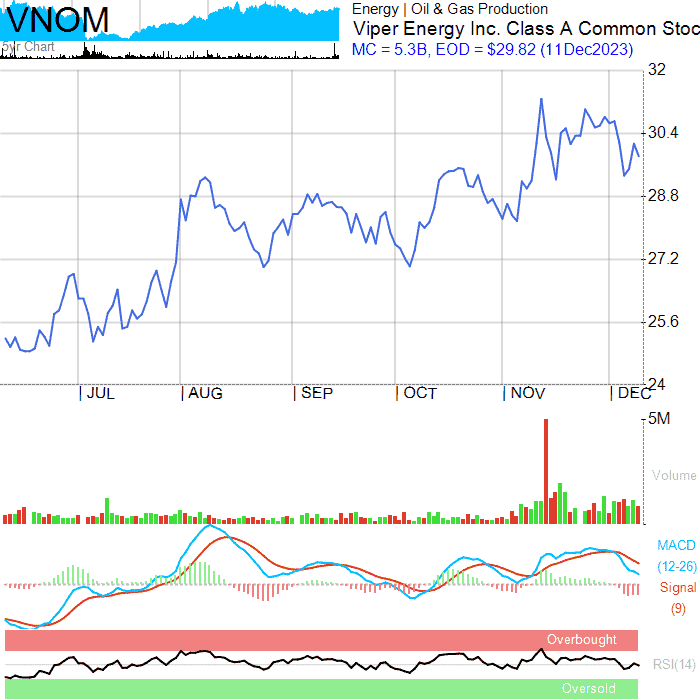 VNOM
5yr Chart
Energy | Oil & Gas Production
Viper Energy Inc. Class A Common Stoc
MC = 5.3B, EOD = $29.82 (11Dec2023)
32
30.4
28.8
27.2
25.6
24
| JUL | AUG | SEP | OCT | NOV | DEC
5M
Volume
MACD
(12-26)
Signal
(9)
Overbought
RSI(14)
Oversold